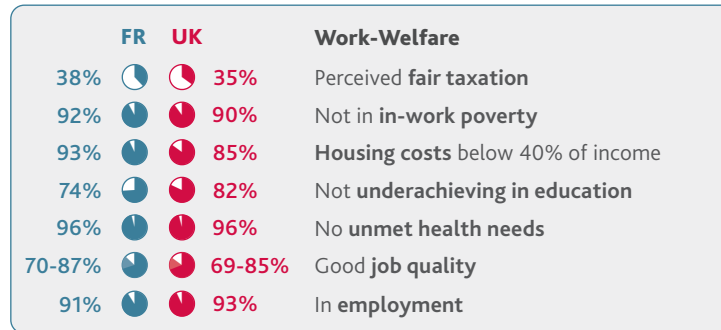 FR UK Work-Welfare
38% 35% Perceived fair taxation
92% 90% Not in in-work poverty
93% 85% Housing costs below 40% of income
74% 82% Not underachieving in education
96% 96% No unmet health needs
70-87% 69-85% Good job quality
91% 93% In employment